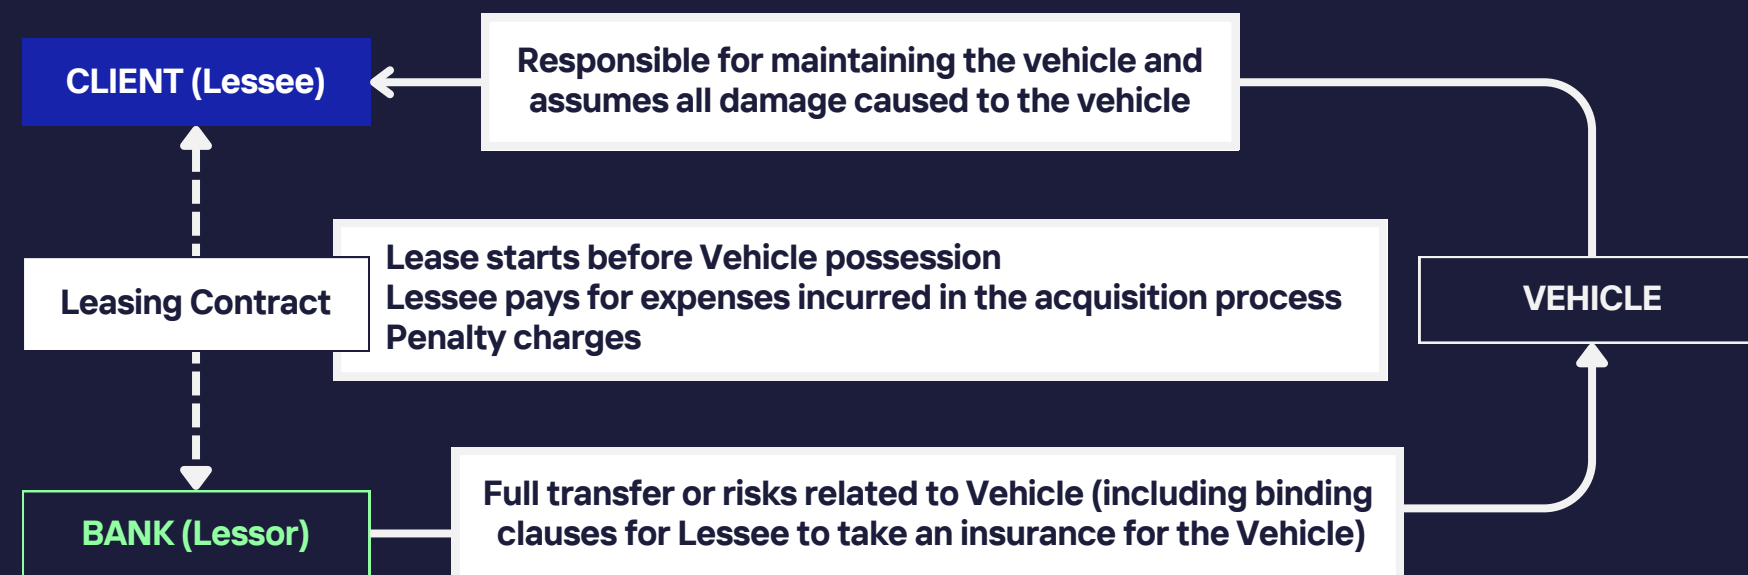 CLIENT (Lessee)
Responsible for maintaining the vehicle and
assumes all damage caused to the vehicle
Leasing Contract
Lease starts before Vehicle possession
Lessee pays for expenses incurred in the acquisition process
Penalty charges
VEHICLE
BANK (Lessor)
Full transfer or risks related to Vehicle (including binding
clauses for Lessee to take an insurance for the Vehicle)